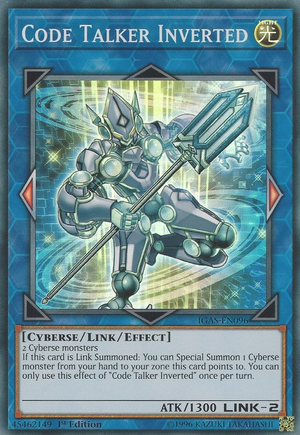 CODE TALKER INVERTED
光
IGAS-EN096
[CYBERSE/LINK/EFFECT]
2 Cyberse monsters
If this card is Link Summoned: You can Special Summon 1 Cyberse
monster from your hand to your zone this card points to. You can
only use this effect of "Code Talker Inverted" once per turn.
ATK/1300 LINK-2
45462149 1st Edition ©1996 KAZUKI TAKAHASHI